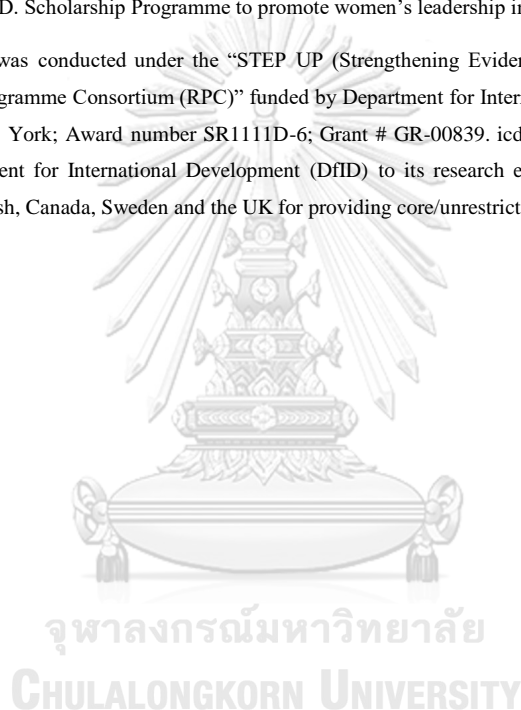 D. Scholarship Programme to promote women's leadership in
was conducted under the “STEP UP (Strengthening Eviden
gramme Consortium (RPC)” funded by Department for Intern
York; Award number SR1111D-6; Grant # GR-00839. icd
ent for International Development (DfID) to its research e
sh, Canada, Sweden and the UK for providing core/unrestrict
จุฬาลงกรณ์มหาวิทยาลัย
CHULALONGKORN UNIVERSITY